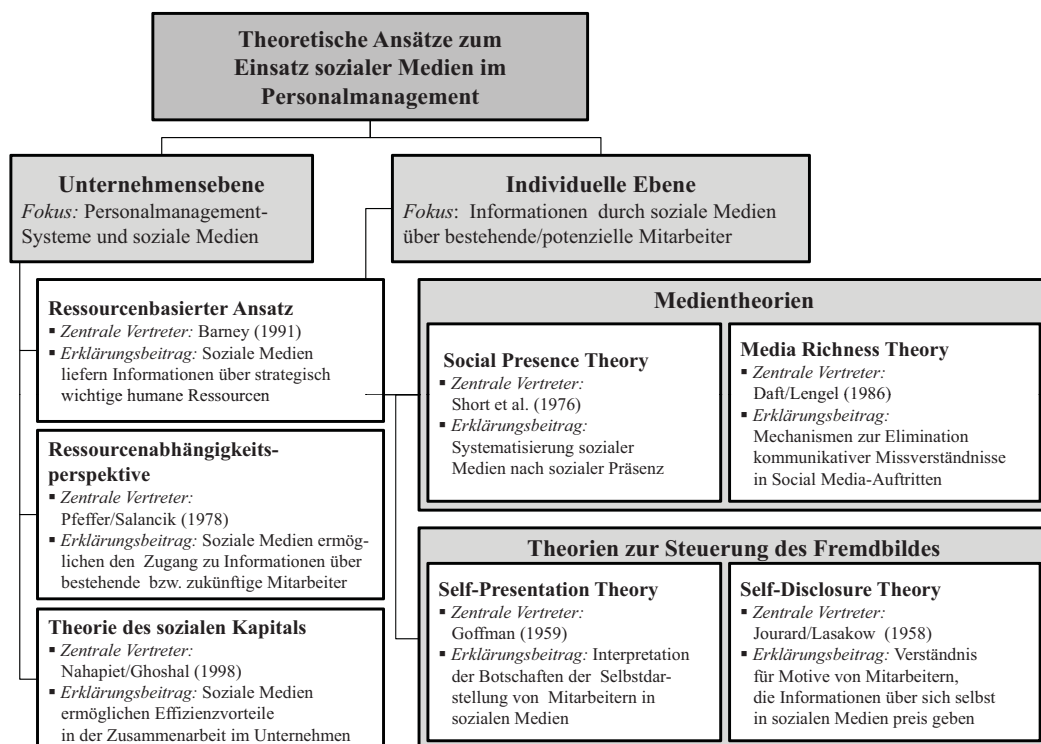 Theoretische Ansätze zum
Einsatz sozialer Medien im
Personalmanagement
Unternehmensebene
Fokus: Personalmanagement-
Systeme und soziale Medien
Individuelle Ebene
Fokus: Informationen durch soziale Medien
über bestehende/potenzielle Mitarbeiter
Ressourcenbasierter Ansatz
▪ Zentrale Vertreter: Barney (1991)
▪ Erklärungsbeitrag: Soziale Medien
liefern Informationen über strategisch
wichtige humane Ressourcen
Ressourcenabhängigkeits-
perspektive
▪ Zentrale Vertreter:
Pfeffer/Salancik (1978)
▪ Erklärungsbeitrag: Soziale Medien ermög-
lichen den Zugang zu Informationen über
bestehende bzw. zukünftige Mitarbeiter
Theorie des sozialen Kapitals
▪ Zentrale Vertreter:
Nahapiet/Ghoshal (1998)
▪ Erklärungsbeitrag: Soziale Medien
ermöglichen Effizienzvorteile
in der Zusammenarbeit im Unternehmen
Medientheorien
Social Presence Theory
▪ Zentrale Vertreter:
Short et al. (1976)
▪ Erklärungsbeitrag:
Systematisierung sozialer
Medien nach sozialer Präsenz
Media Richness Theory
▪ Zentrale Vertreter:
Daft/Lengel (1986)
▪ Erklärungsbeitrag:
Mechanismen zur Elimination
kommunikativer Missverständnisse
in Social Media-Auftritten
Theorien zur Steuerung des Fremdbildes
Self-Presentation Theory
▪ Zentrale Vertreter:
Goffman (1959)
▪ Erklärungsbeitrag: Interpretation
der Botschaften der Selbstdar-
stellung von Mitarbeitern in
sozialen Medien
Self-Disclosure Theory
▪ Zentrale Vertreter:
Jourard/Lasakow (1958)
▪ Erklärungsbeitrag: Verständnis
für Motive von Mitarbeitern,
die Informationen über sich selbst
in sozialen Medien preis geben